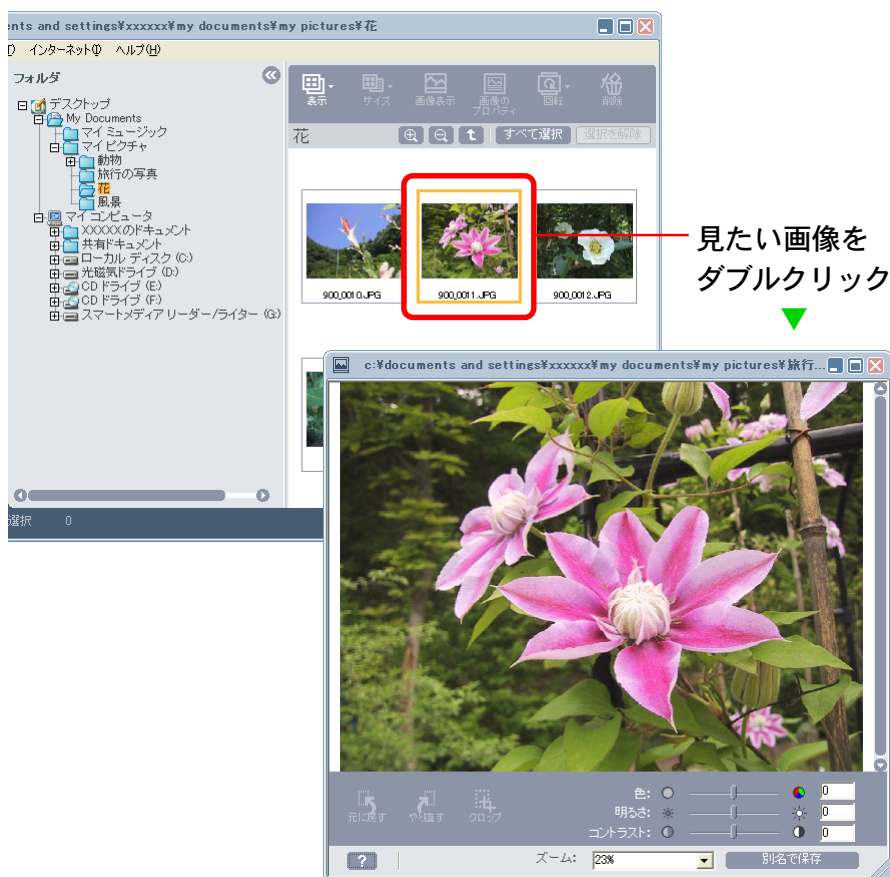 ents and settings¥xxxxxx¥my documents¥my pictures¥花
インターネット(I) ヘルプ(H)
フォルダ
デスクトップ
My Documents
マイ ミュージック
マイ ピクチャ
動物
旅行の写真
花
風景
マイ コンピュータ
XXXXXのドキュメント
共有ドキュメント
ローカル ディスク (C:)
光磁気ドライブ (D:)
CD ドライブ (E:)
CD ドライブ (F:)
スマートメディア リーダー/ライター (G:)
表示
サイズ
画像表示
画像の
プロパティ
回転
削除
花
すべて選択
選択を解除
900_0010.JPG
900_0011.JPG
900_0012.JPG
見たい画像を
ダブルクリック
選択 0
c:¥documents and settings¥xxxxxx¥my documents¥my pictures¥旅行...
元に戻す
やり直す
クロップ
色: 0
明るさ: 0
コントラスト: 0
?
ズーム: 23%
別名で保存